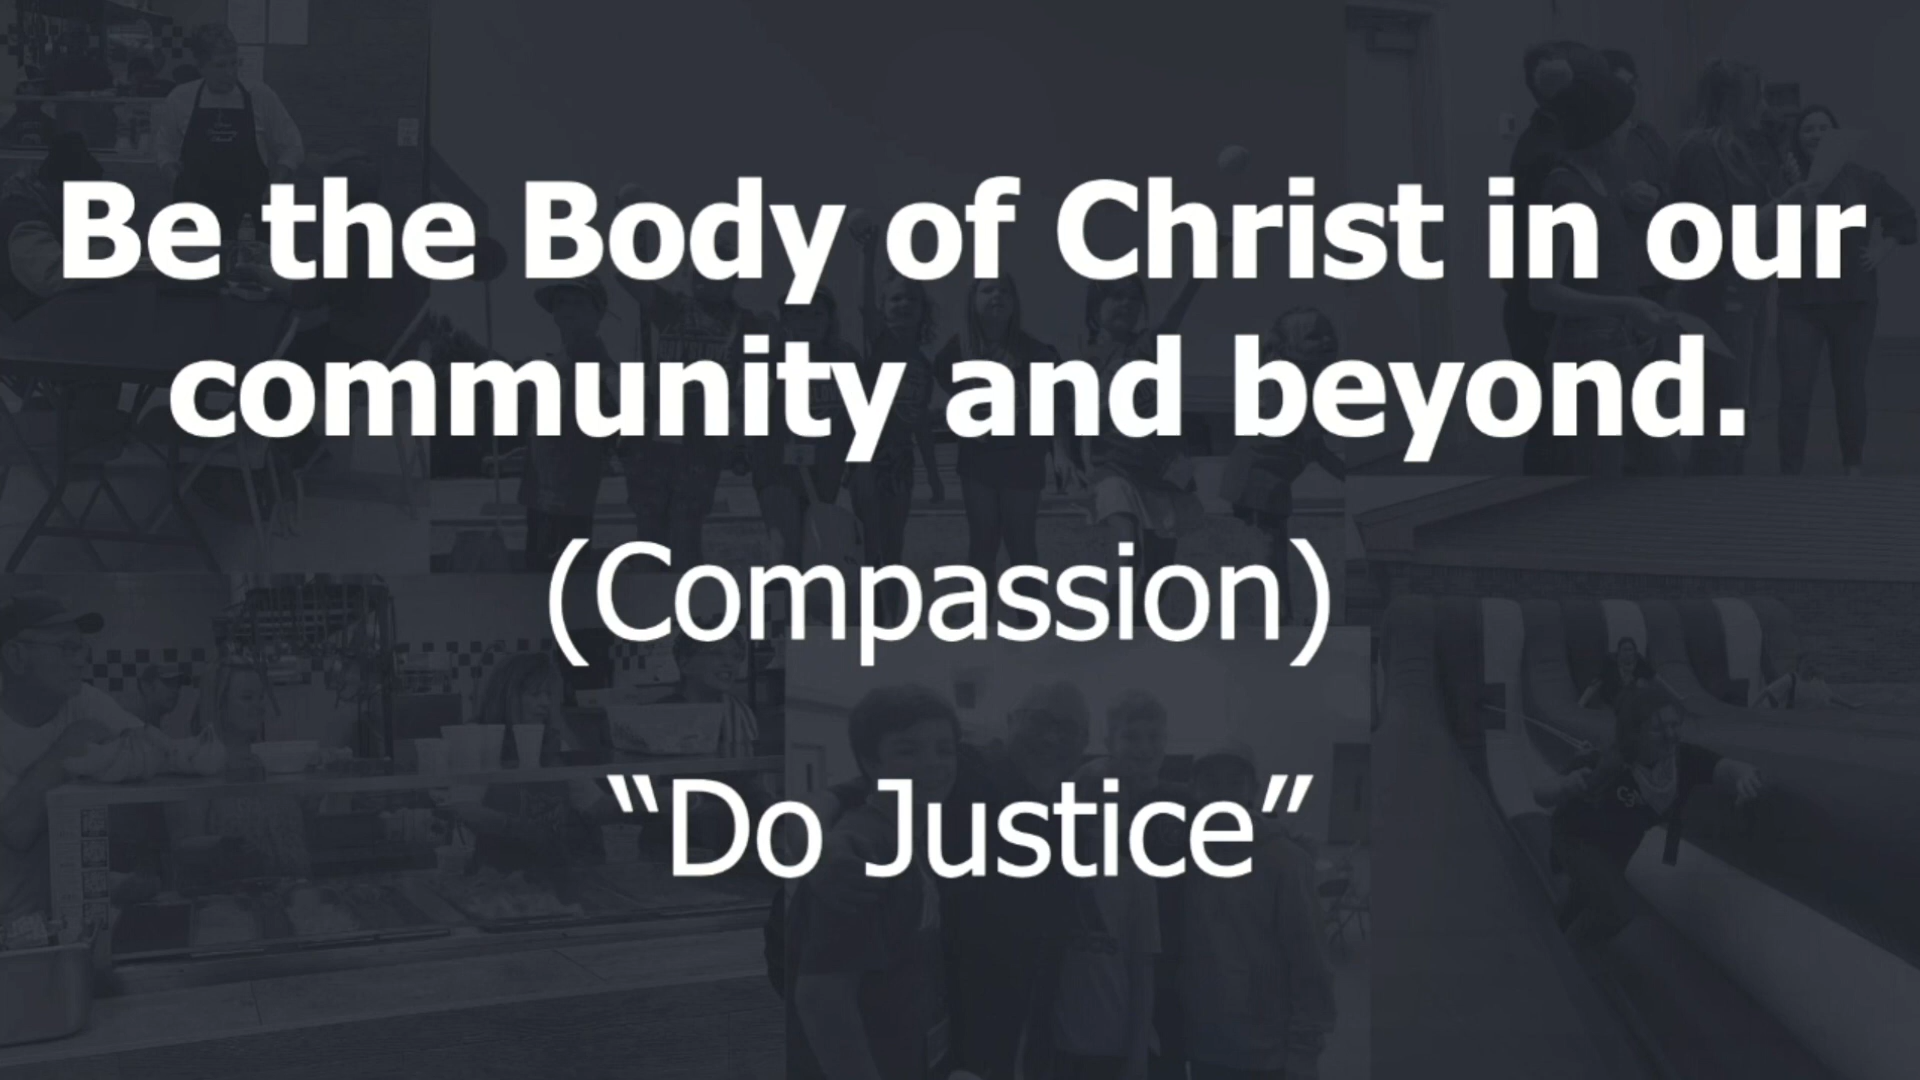 Be the Body of Christ in our
community and beyond.
(Compassion)
“Do Justice”